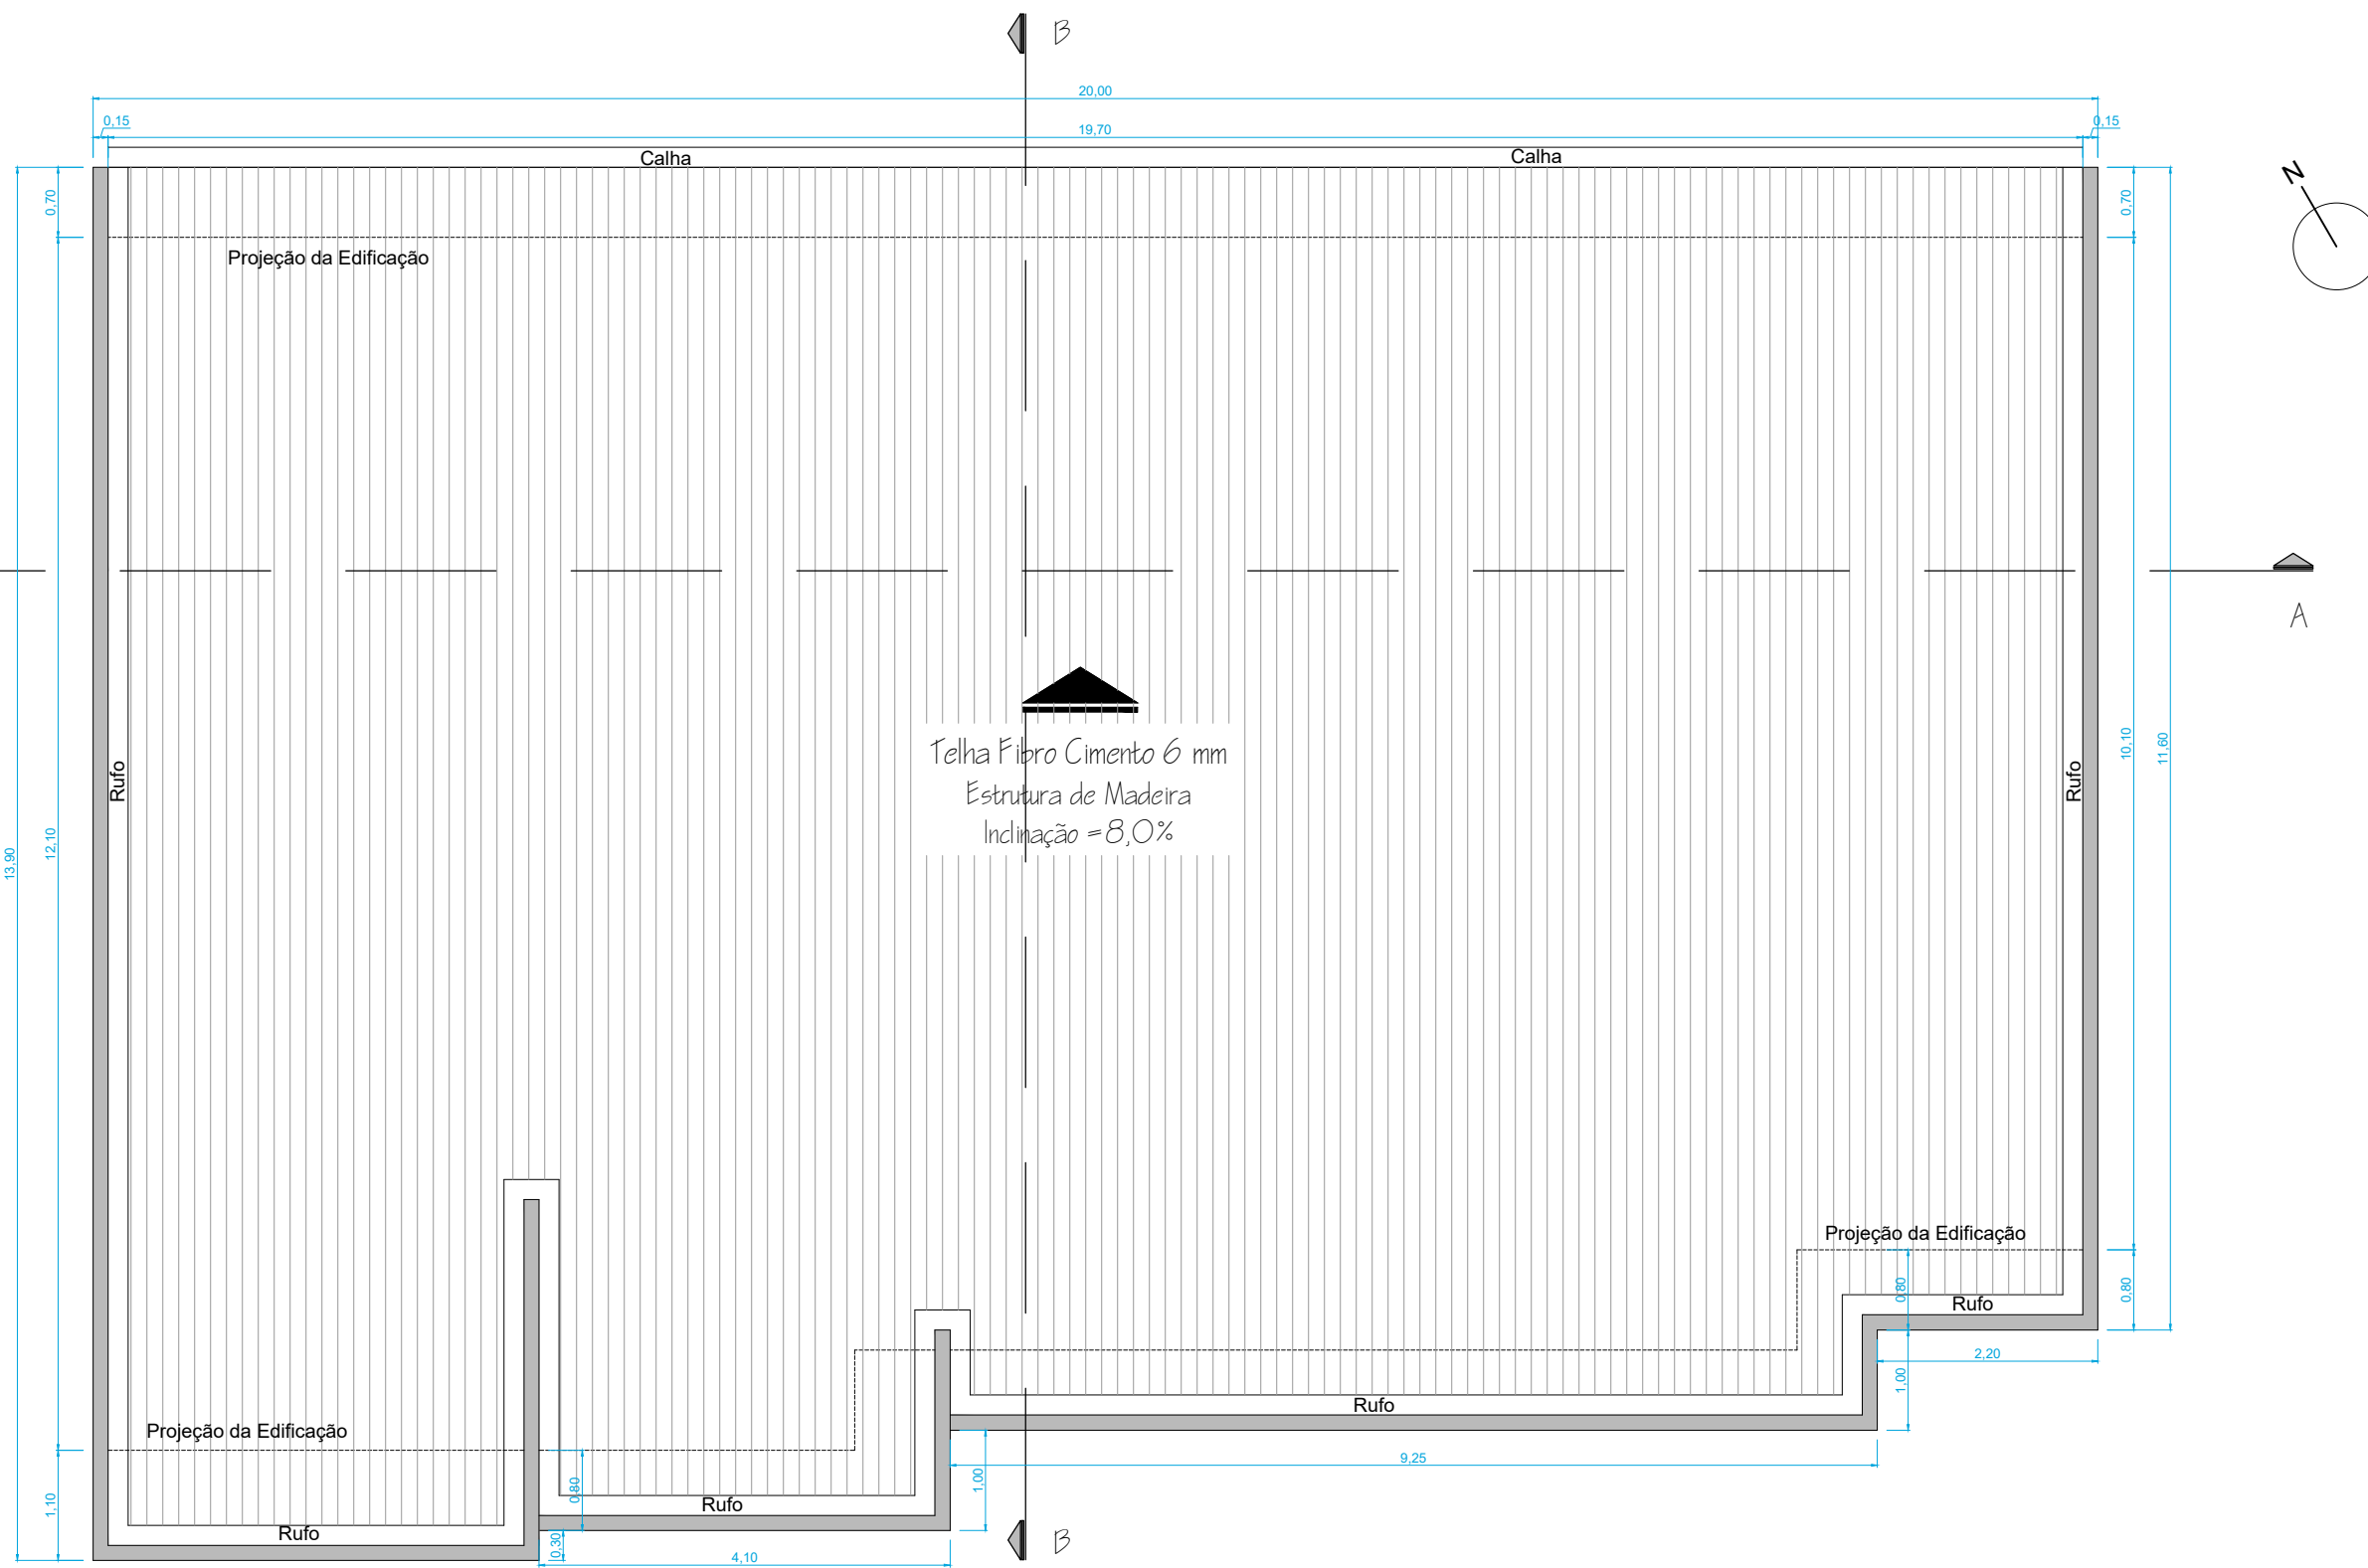 B
20,00
0,15
19,70
0,15
Calha
Calha
N
0,70
0,70
Projeção da Edificação
A
Rufo
Rufo
Telha Fibro Cimento 6 mm
Estrutura de Madeira
Inclinação =8,0%
13,90
12,10
10,10
11,60
Projeção da Edificação
0,80
0,80
Rufo
2,20
1,00
Rufo
Projeção da Edificação
9,25
1,10
0,80
1,00
Rufo
Rufo
0,30
B
4,10